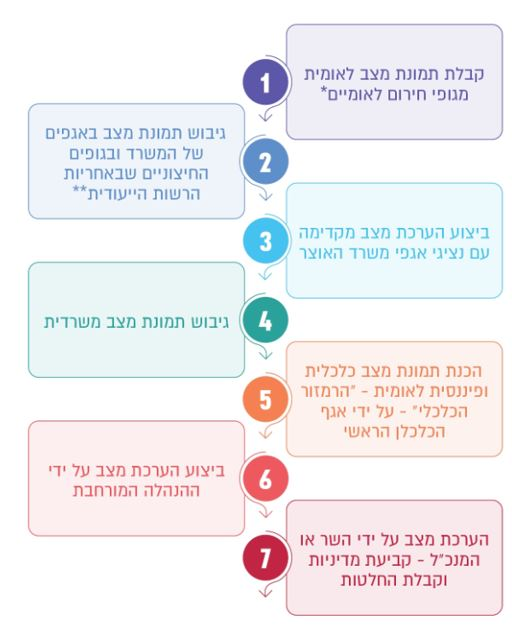 1
קבלת תמונת מצב לאומית
מגופי חירום לאומיים*
2
גיבוש תמונת מצב באגפים
של המשרד ובגופים
החיצוניים שבאחריות
הרשות הייעודית**
3
ביצוע הערכת מצב מקדימה
עם נציגי אגפי משרד האוצר
4
גיבוש תמונת מצב משרדית
5
הכנת תמונת מצב כלכלית
ופיננסית לאומית - "הרמזור
הכלכלי" - על ידי אגף
הכלכלן הראשי
6
ביצוע הערכת מצב על ידי
ההנהלה המורחבת
7
הערכת מצב על ידי השר או
המנכ"ל - קביעת מדיניות
וקבלת החלטות